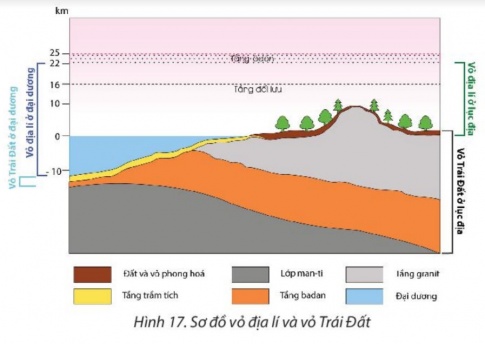 km
25
22
16
10
0
- 10
Tầng ôdôn
Tầng đối lưu
Vỏ Trái Đất ở đại dương
Vỏ địa lí ở đại dương
Vỏ địa lí ở lục địa
Vỏ Trái Đất ở lục địa
Đất và vỏ phong hoá
Lớp man-ti
Tầng granit
Tầng trầm tích
Tầng badan
Đại dương
Hình 17. Sơ đồ vỏ địa lí và vỏ Trái Đất